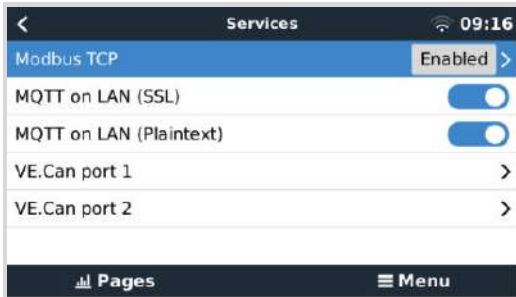 Services 09:16
Modbus TCP Enabled
MQTT on LAN (SSL)
MQTT on LAN (Plaintext)
VE.Can port 1
VE.Can port 2
Pages Menu